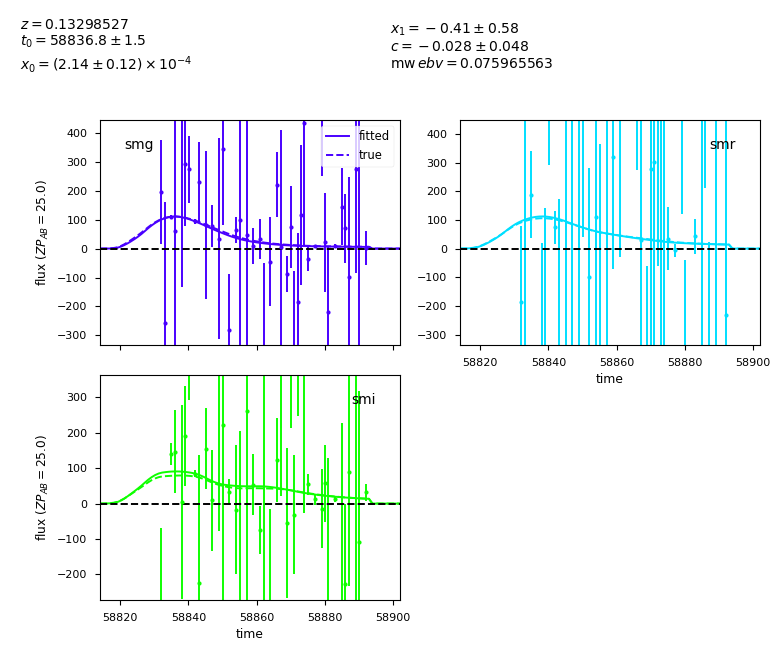 z = 0.13298527
t₀ = 58836.8 ± 1.5
x₀ = (2.14 ± 0.12) × 10⁻⁴
x₁ = −0.41 ± 0.58
c = −0.028 ± 0.048
mw ebv = 0.075965563
smg
fitted
true
400
300
200
100
0
−100
−200
−300
flux (ZP_AB = 25.0)
smr
400
300
200
100
0
−100
−200
−300
58820
58840
58860
58880
58900
time
smi
300
200
100
0
−100
−200
flux (ZP_AB = 25.0)
58820
58840
58860
58880
58900
time